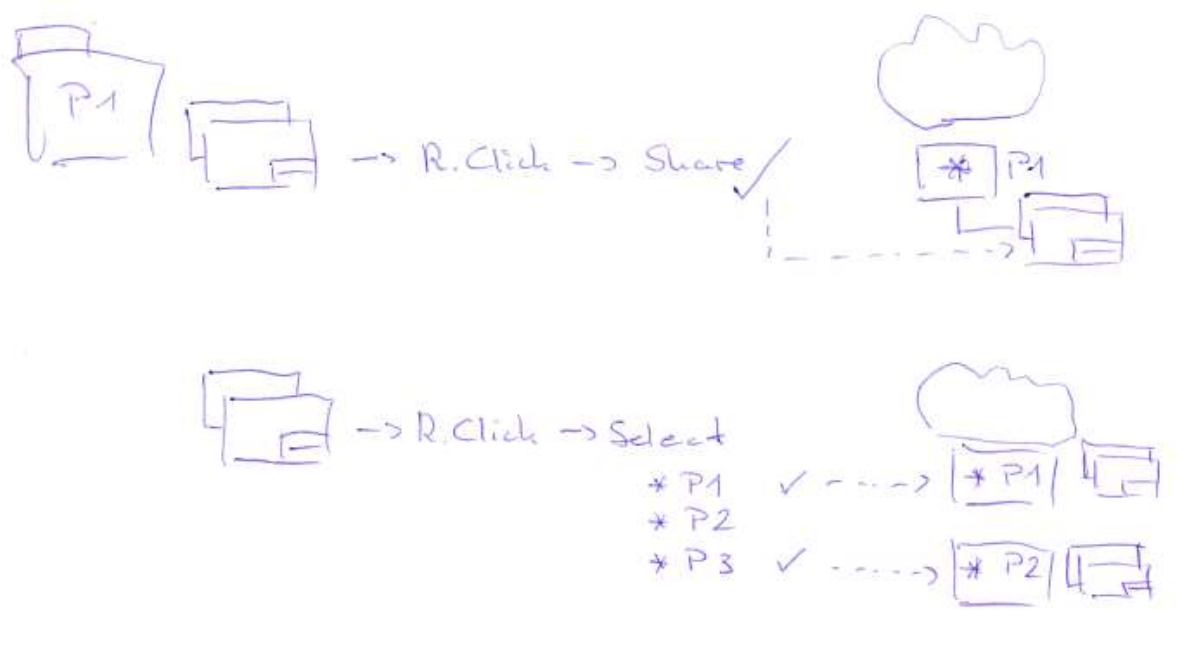 P1
-> R.Click -> Share ✓
* P1
-> R.Click -> Select
* P1 ✓ ----> * P1
* P2
* P3 ✓ ----> * P2